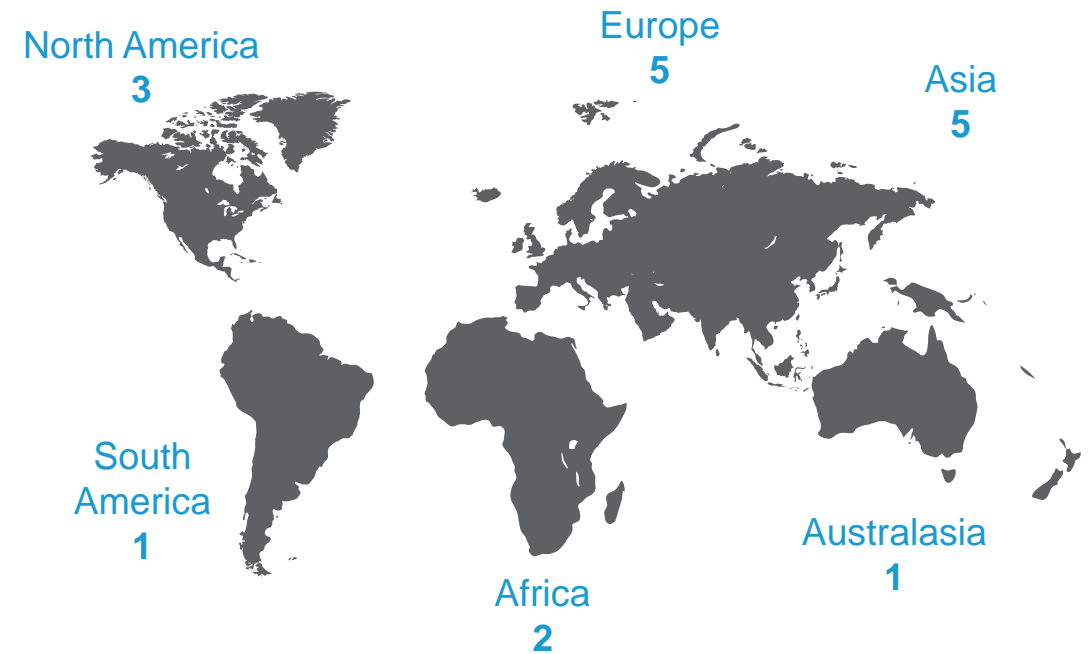 North America
3
Europe
5
Asia
5
South
America
1
Africa
2
Australasia
1